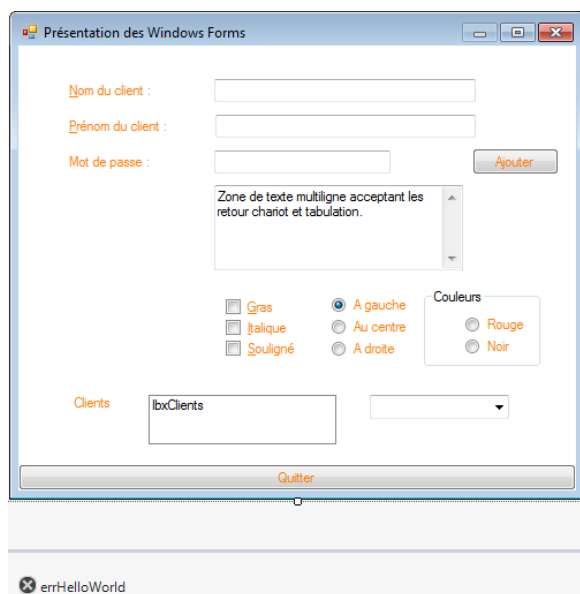 Présentation des Windows Forms
Nom du client :
Prénom du client :
Mot de passe :
Ajouter
Zone de texte multiligne acceptant les
retour chariot et tabulation.
Gras
A gauche
Couleurs
Rouge
Italique
Au centre
Noir
Souligné
A droite
Clients
lbxClients
Quitter
errHelloWorld